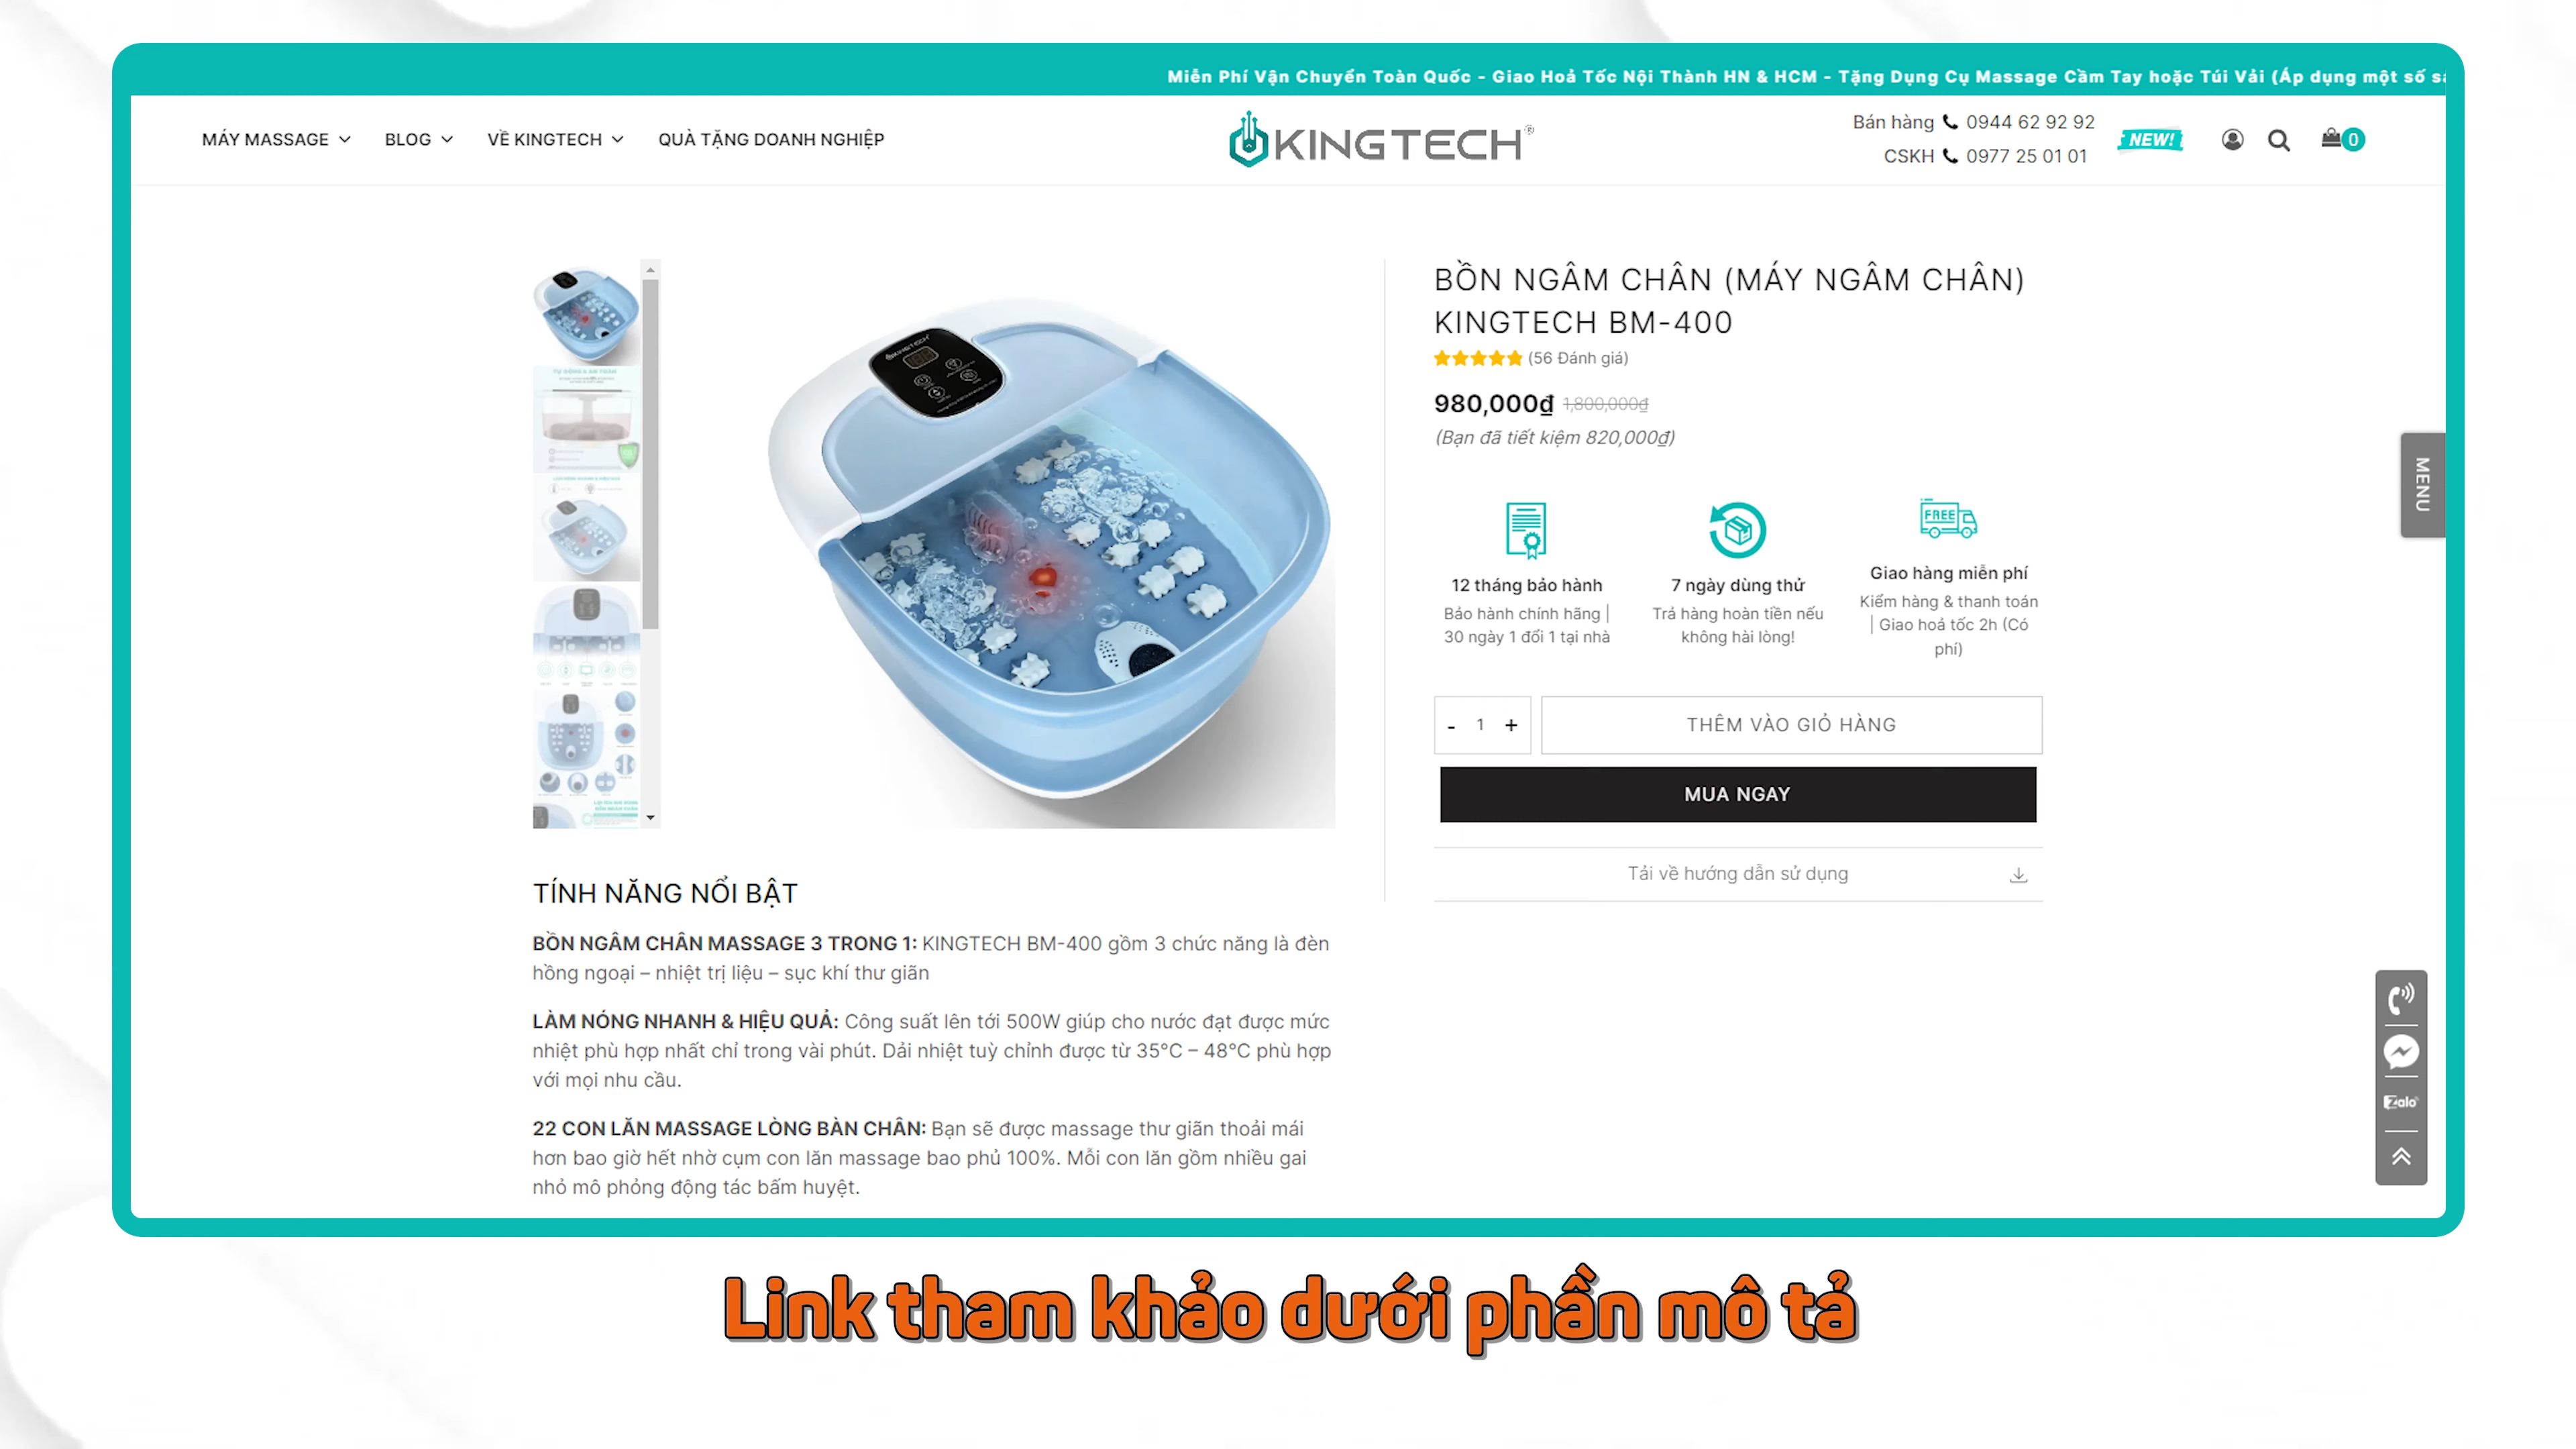 Miễn Phí Vận Chuyển Toàn Quốc - Giao Hoả Tốc Nội Thành HN & HCM - Tặng Dụng Cụ Massage Cầm Tay hoặc Túi Vải (Áp dụng một số
MÁY MASSAGE
BLOG
VỀ KINGTECH
QUÀ TẶNG DOANH NGHIỆP
KINGTECH®
Bán hàng 0944 62 92 92
CSKH 0977 25 01 01
NEW!
0
BỒN NGÂM CHÂN (MÁY NGÂM CHÂN)
KINGTECH BM-400
(56 Đánh giá)
980,000₫ 1,800,000₫
(Bạn đã tiết kiệm 820,000₫)
MENU
KINGTECH
FREE
12 tháng bảo hành
Bảo hành chính hãng |
30 ngày 1 đổi 1 tại nhà
7 ngày dùng thử
Trả hàng hoàn tiền nếu
không hài lòng!
Giao hàng miễn phí
Kiểm hàng & thanh toán
| Giao hoả tốc 2h (Có
phí)
- 1 +
THÊM VÀO GIỎ HÀNG
MUA NGAY
Tải về hướng dẫn sử dụng
TÍNH NĂNG NỔI BẬT
BỒN NGÂM CHÂN MASSAGE 3 TRONG 1: KINGTECH BM-400 gồm 3 chức năng là đèn
hồng ngoại – nhiệt trị liệu – sục khí thư giãn
LÀM NÓNG NHANH & HIỆU QUẢ: Công suất lên tới 500W giúp cho nước đạt được mức
nhiệt phù hợp nhất chỉ trong vài phút. Dải nhiệt tuỳ chỉnh được từ 35°C – 48°C phù hợp
với mọi nhu cầu.
22 CON LĂN MASSAGE LÒNG BÀN CHÂN: Bạn sẽ được massage thư giãn thoải mái
hơn bao giờ hết nhờ cụm con lăn massage bao phủ 100%. Mỗi con lăn gồm nhiều gai
nhỏ mô phỏng động tác bấm huyệt.
Zalo
Link tham khảo dưới phần mô tả